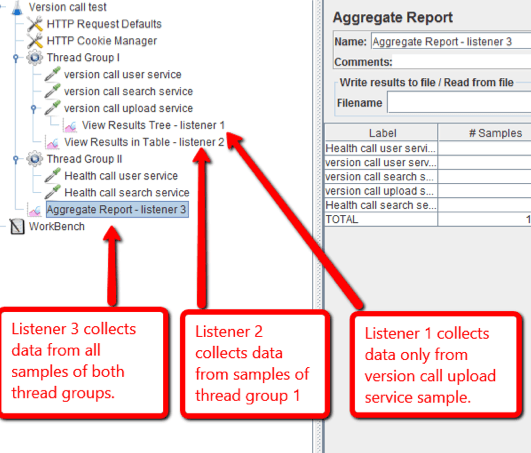 Version call test
HTTP Request Defaults
HTTP Cookie Manager
Thread Group I
version call user service
version call search service
version call upload service
View Results Tree - listener 1
View Results in Table - listener 2
Thread Group II
Health call user service
Health call search service
Aggregate Report - listener 3
WorkBench
Aggregate Report
Name: Aggregate Report - listener 3
Comments:
Write results to file / Read from file
Filename
Label # Samples
Health call user servi...
version call user serv...
version call search s...
version call upload s...
Health call search se...
TOTAL 1
Listener 3 collects
data from all
samples of both
thread groups.
Listener 2
collects data
from samples of
thread group 1
Listener 1 collects
data only from
version call upload
service sample.